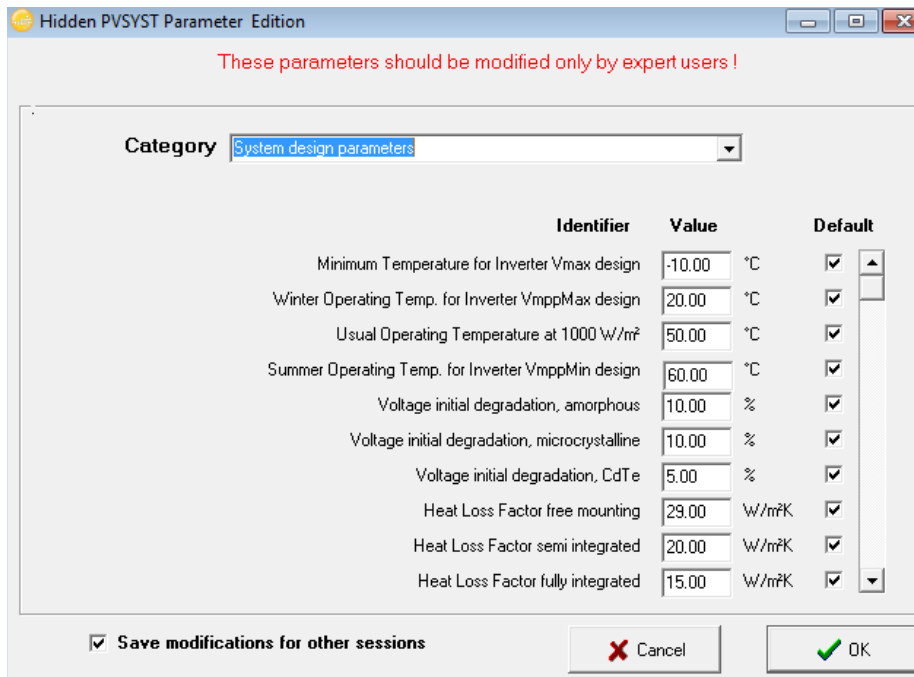 Hidden PVSYST Parameter Edition
These parameters should be modified only by expert users !
Category System design parameters
Identifier Value Default
Minimum Temperature for Inverter Vmax design -10.00 °C
Winter Operating Temp. for Inverter VmppMax design 20.00 °C
Usual Operating Temperature at 1000 W/m² 50.00 °C
Summer Operating Temp. for Inverter VmppMin design 60.00 °C
Voltage initial degradation, amorphous 10.00 %
Voltage initial degradation, microcrystalline 10.00 %
Voltage initial degradation, CdTe 5.00 %
Heat Loss Factor free mounting 29.00 W/m²K
Heat Loss Factor semi integrated 20.00 W/m²K
Heat Loss Factor fully integrated 15.00 W/m²K
Save modifications for other sessions Cancel OK